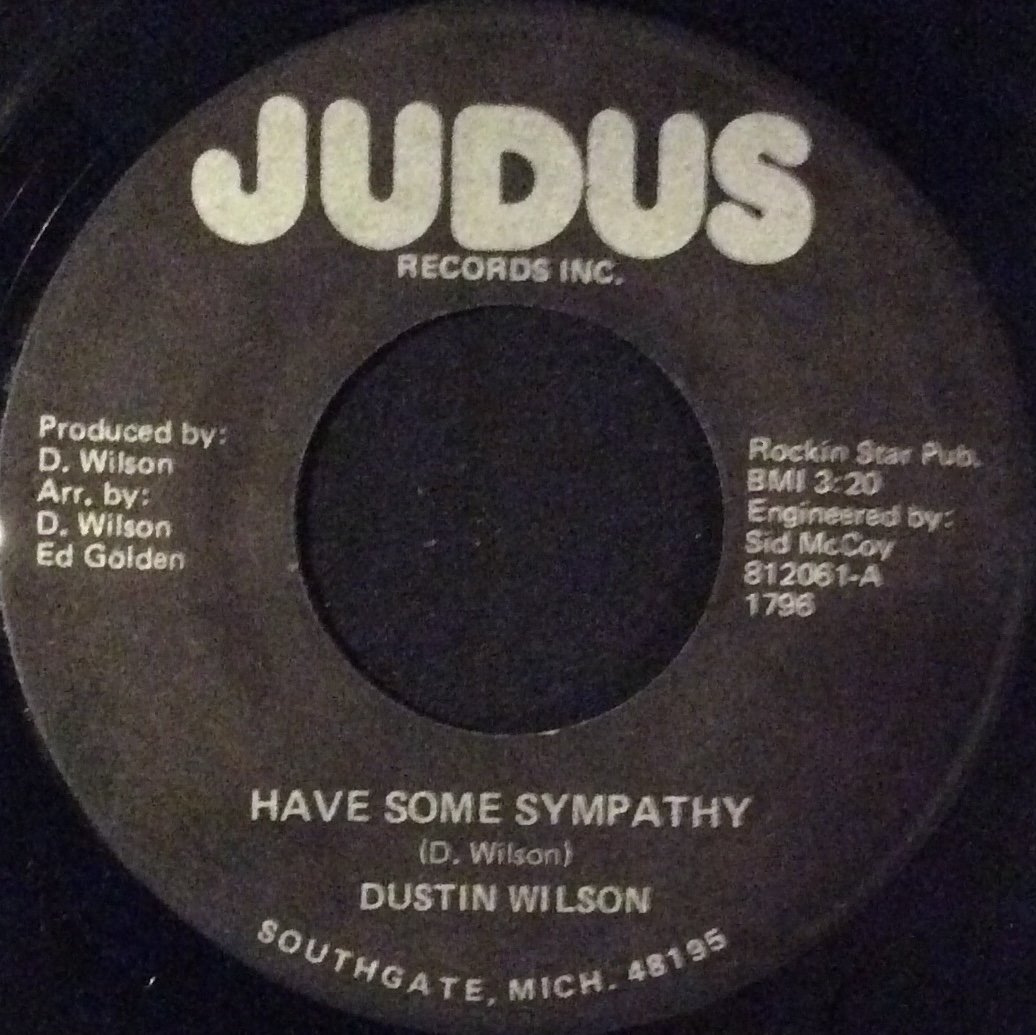 JUDUS
RECORDS INC.
Produced by:
D. Wilson
Arr. by:
D. Wilson
Ed Golden
Rockin Star Pub.
BMI 3:20
Engineered by:
Sid McCoy
812061-A
1796
HAVE SOME SYMPATHY
(D. Wilson)
DUSTIN WILSON
SOUTHGATE, MICH. 48195